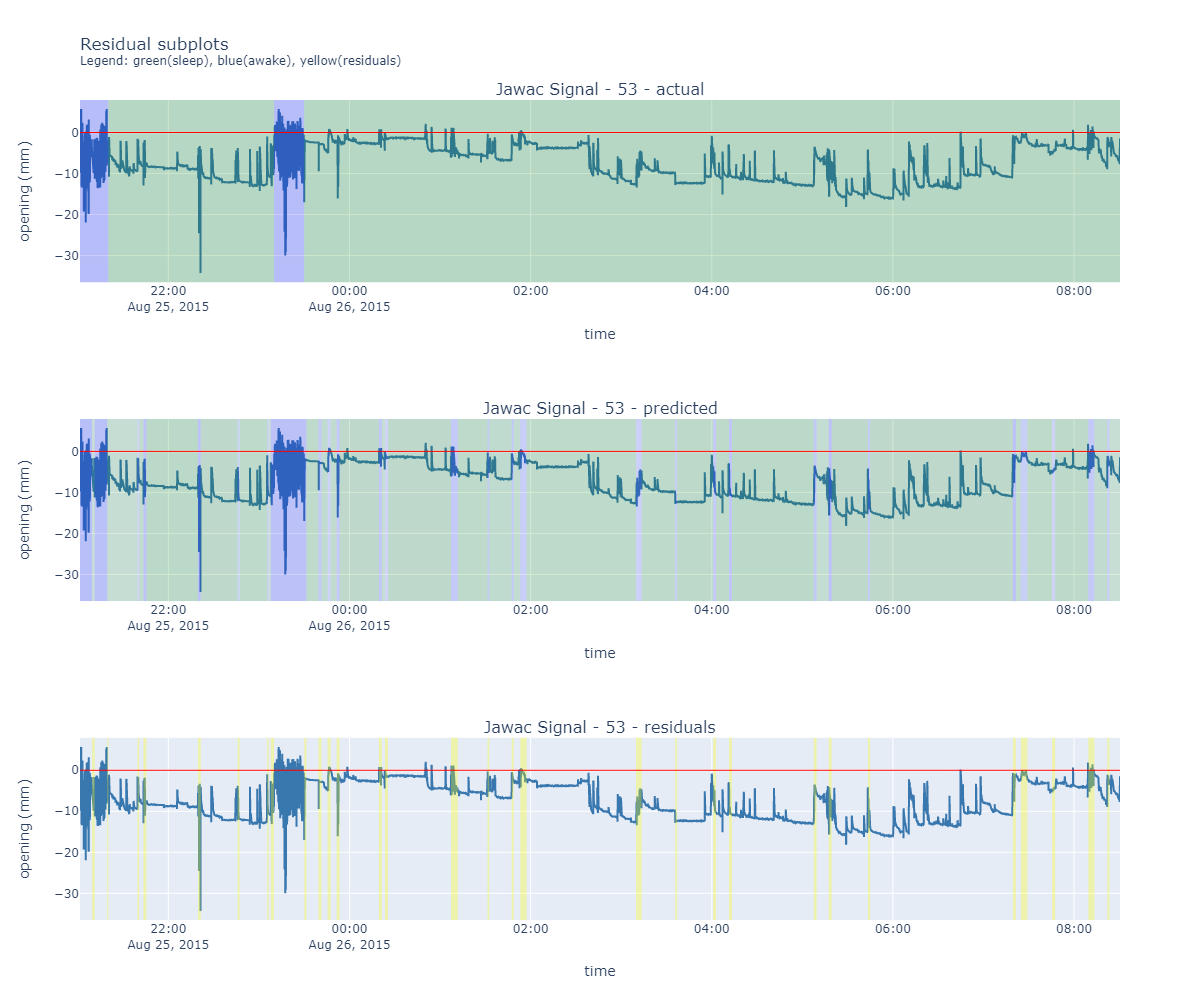 Residual subplots
Legend: green(sleep), blue(awake), yellow(residuals)
Jawac Signal - 53 - actual
opening (mm)
0
−10
−20
−30
22:00
Aug 25, 2015
00:00
Aug 26, 2015
02:00
04:00
06:00
08:00
time
Jawac Signal - 53 - predicted
opening (mm)
0
−10
−20
−30
22:00
Aug 25, 2015
00:00
Aug 26, 2015
02:00
04:00
06:00
08:00
time
Jawac Signal - 53 - residuals
opening (mm)
0
−10
−20
−30
22:00
Aug 25, 2015
00:00
Aug 26, 2015
02:00
04:00
06:00
08:00
time